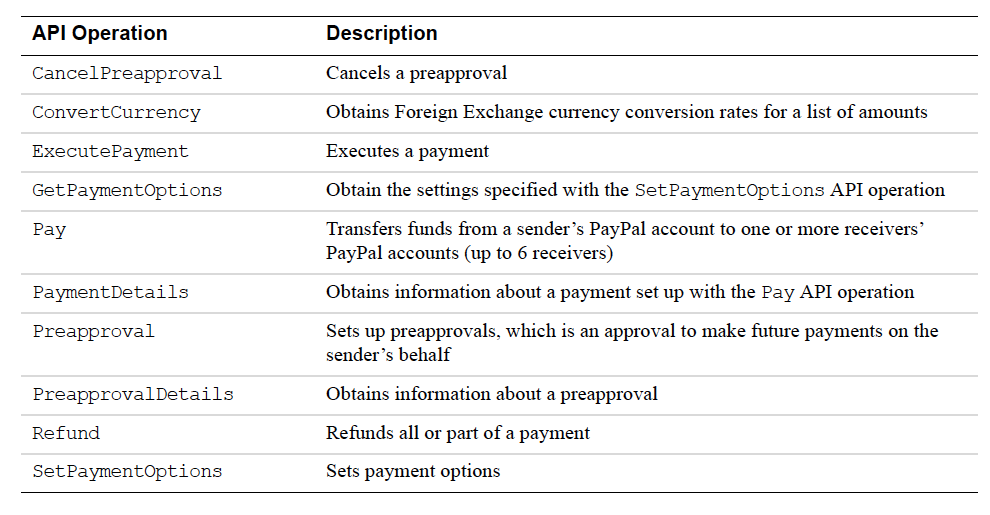 API Operation Description
CancelPreapproval Cancels a preapproval
ConvertCurrency Obtains Foreign Exchange currency conversion rates for a list of amounts
ExecutePayment Executes a payment
GetPaymentOptions Obtain the settings specified with the SetPaymentOptions API operation
Pay Transfers funds from a sender’s PayPal account to one or more receivers’
PayPal accounts (up to 6 receivers)
PaymentDetails Obtains information about a payment set up with the Pay API operation
Preapproval Sets up preapprovals, which is an approval to make future payments on the
sender’s behalf
PreapprovalDetails Obtains information about a preapproval
Refund Refunds all or part of a payment
SetPaymentOptions Sets payment options